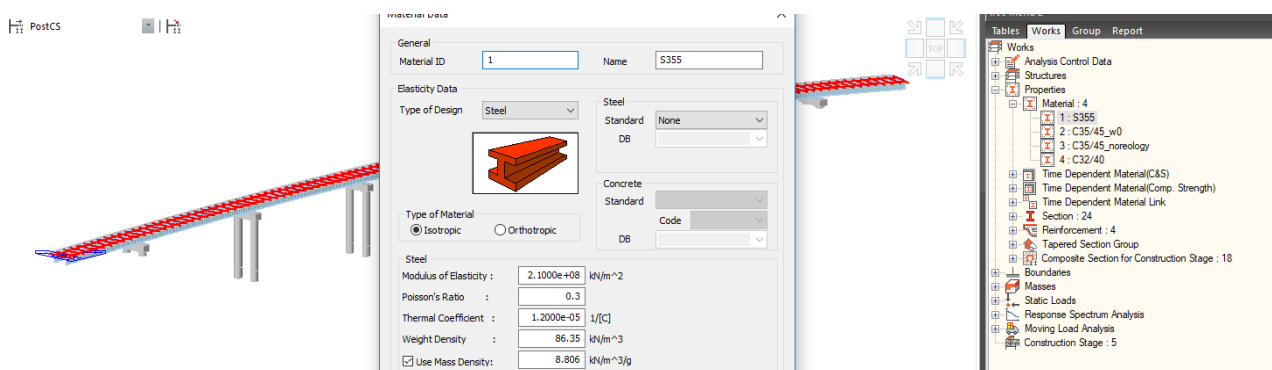 PostCS
Material Data
General
Material ID 1 Name S355
Elasticity Data
Type of Design Steel
Steel
Standard None
DB
Concrete
Standard
Code
DB
Type of Material
Isotropic Orthotropic
Steel
Modulus of Elasticity : 2.1000e+08 kN/m^2
Poisson's Ratio : 0.3
Thermal Coefficient : 1.2000e-05 1/[C]
Weight Density : 86.35 kN/m^3
Use Mass Density: 8.806 kN/m^3/g
TOP
Tree Menu 2
Tables Works Group Report
Works
Analysis Control Data
Structures
Properties
Material : 4
1 : S355
2 : C35/45_w0
3 : C35/45_noreology
4 : C32/40
Time Dependent Material(C&S)
Time Dependent Material(Comp. Strength)
Time Dependent Material Link
Section : 24
Reinforcement : 4
Tapered Section Group
Composite Section for Construction Stage : 18
Boundaries
Masses
Static Loads
Response Spectrum Analysis
Moving Load Analysis
Construction Stage : 5